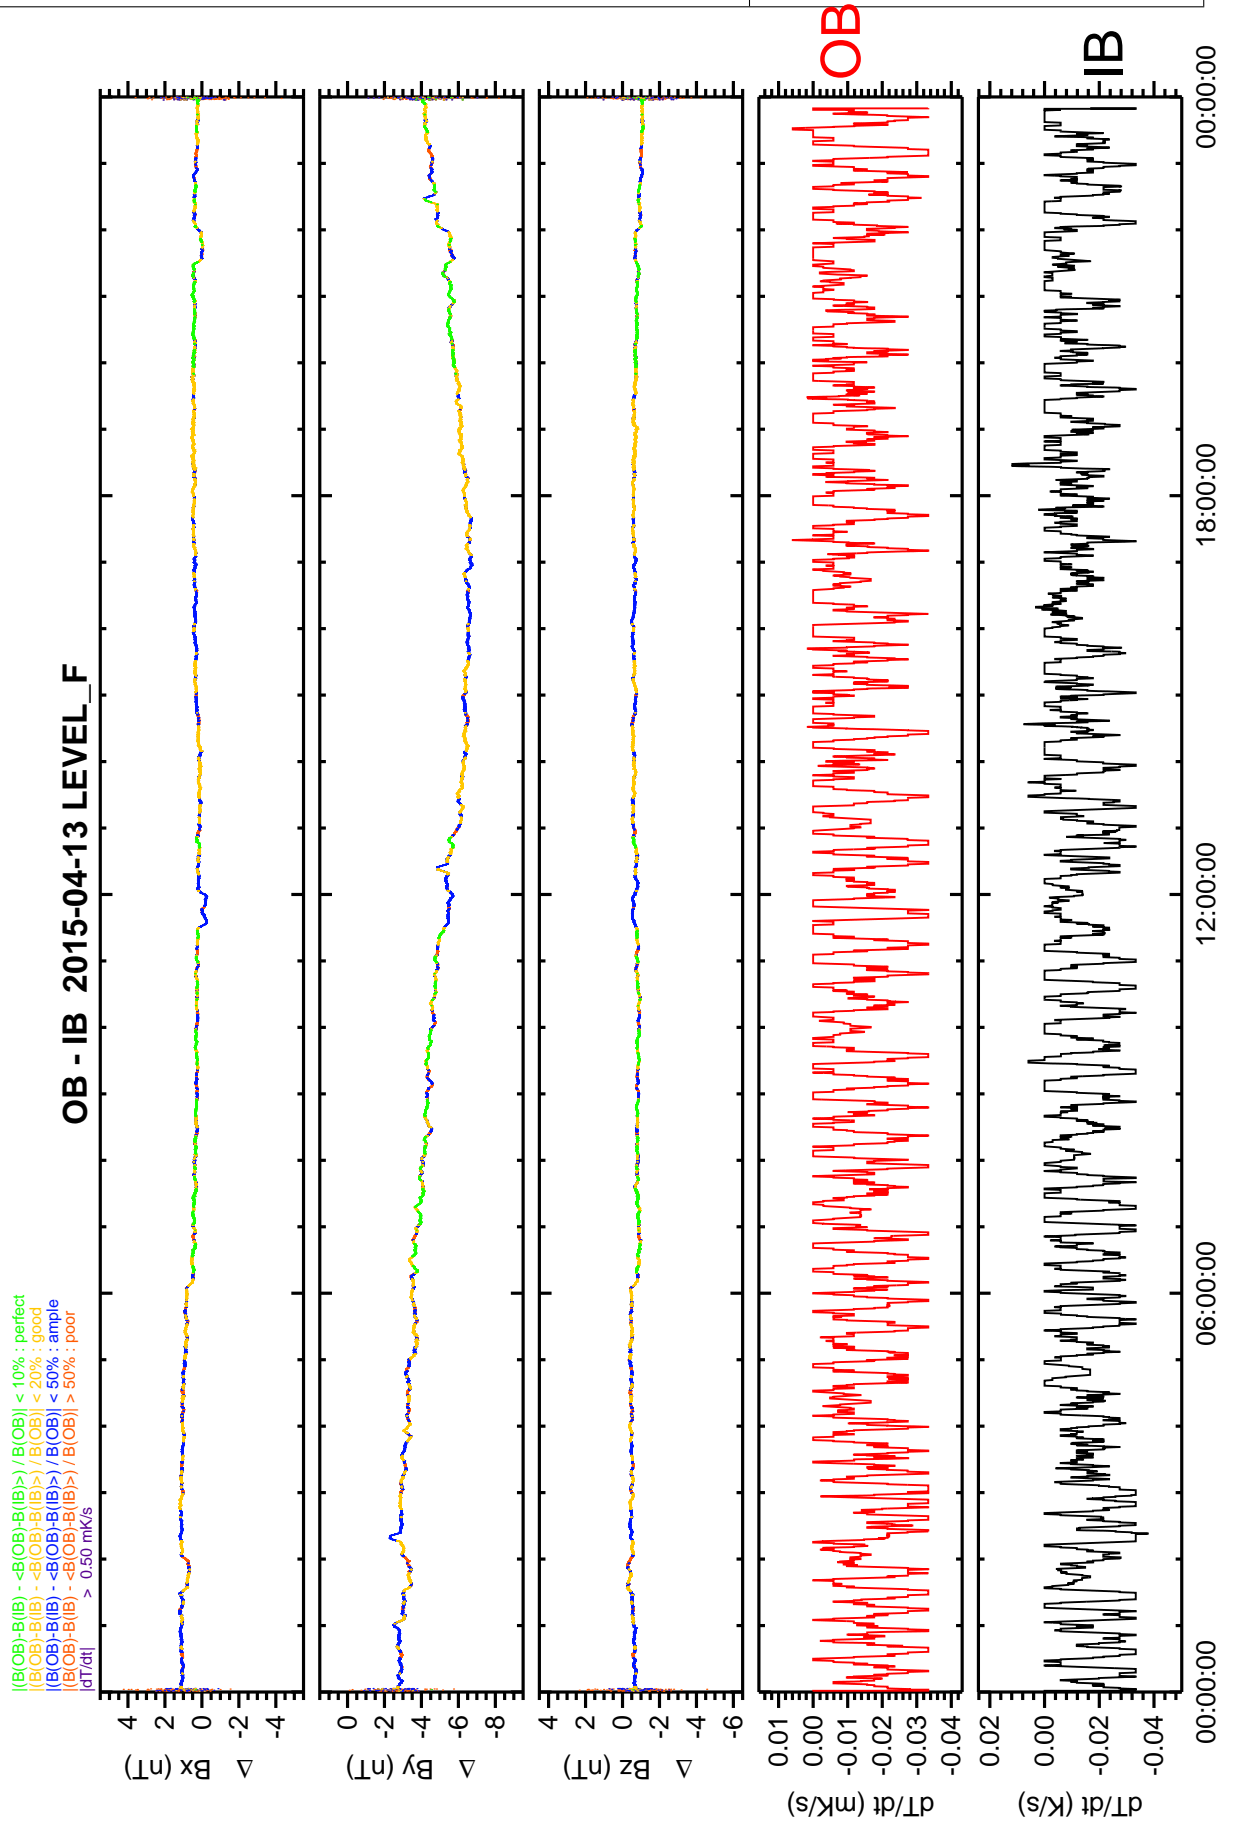 OB - IB 2015-04-13 LEVEL_F
|(B(OB)-B(IB) - <B(OB)-B(IB)>) / B(OB)| < 10% : perfect
|(B(OB)-B(IB) - <B(OB)-B(IB)>) / B(OB)| < 20% : good
|(B(OB)-B(IB) - <B(OB)-B(IB)>) / B(OB)| < 50% : ample
|(B(OB)-B(IB) - <B(OB)-B(IB)>) / B(OB)| > 50% : poor
|dT/dt| > 0.50 mK/s
Δ Bx (nT)
4
2
0
-2
-4
Δ By (nT)
0
-2
-4
-6
-8
Δ Bz (nT)
4
2
0
-2
-4
-6
dT/dt (mK/s)
0.01
0.00
-0.01
-0.02
-0.03
-0.04
OB
dT/dt (K/s)
0.02
0.00
-0.02
-0.04
IB
00:00:00
06:00:00
12:00:00
18:00:00
00:00:00